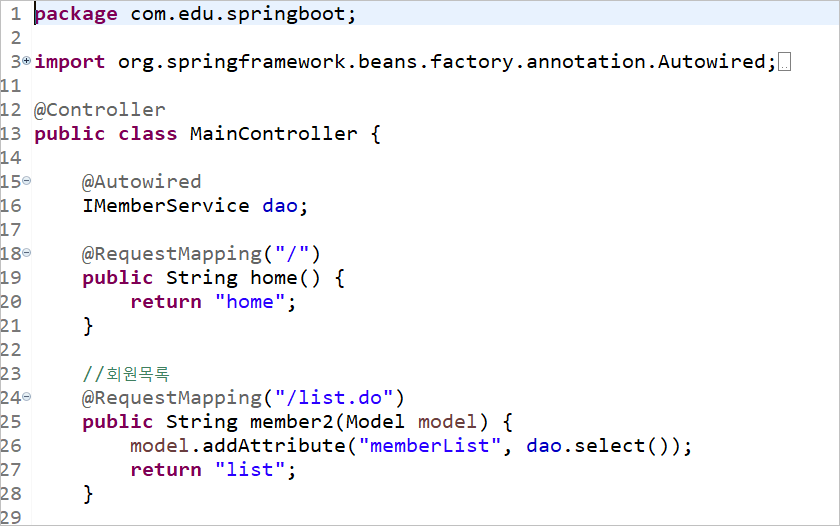 1 package com.edu.springboot;
2
3 import org.springframework.beans.factory.annotation.Autowired;
11
12 @Controller
13 public class MainController {
14
15 @Autowired
16 IMemberService dao;
17
18 @RequestMapping("/")
19 public String home() {
20 return "home";
21 }
22
23 //회원목록
24 @RequestMapping("/list.do")
25 public String member2(Model model) {
26 model.addAttribute("memberList", dao.select());
27 return "list";
28 }
29